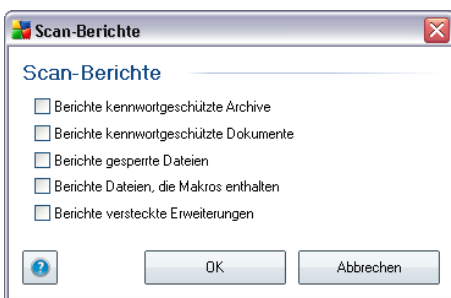 Scan-Berichte
Scan-Berichte
Berichte kennwortgeschützte Archive
Berichte kennwortgeschützte Dokumente
Berichte gesperrte Dateien
Berichte Dateien, die Makros enthalten
Berichte versteckte Erweiterungen
OK Abbrechen